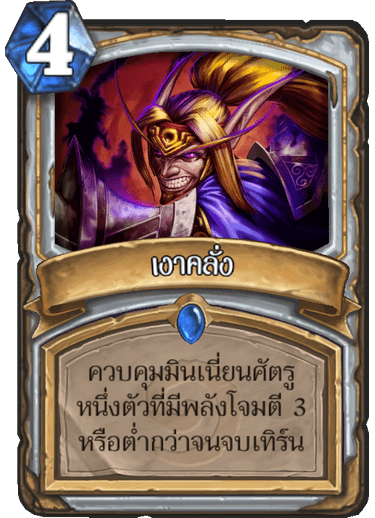 4
เงาคลั่ง
ควบคุมมินเนี่ยนศัตรู
หนึ่งตัวที่มีพลังโจมตี 3
หรือต่ำกว่าจนจบเทิร์น